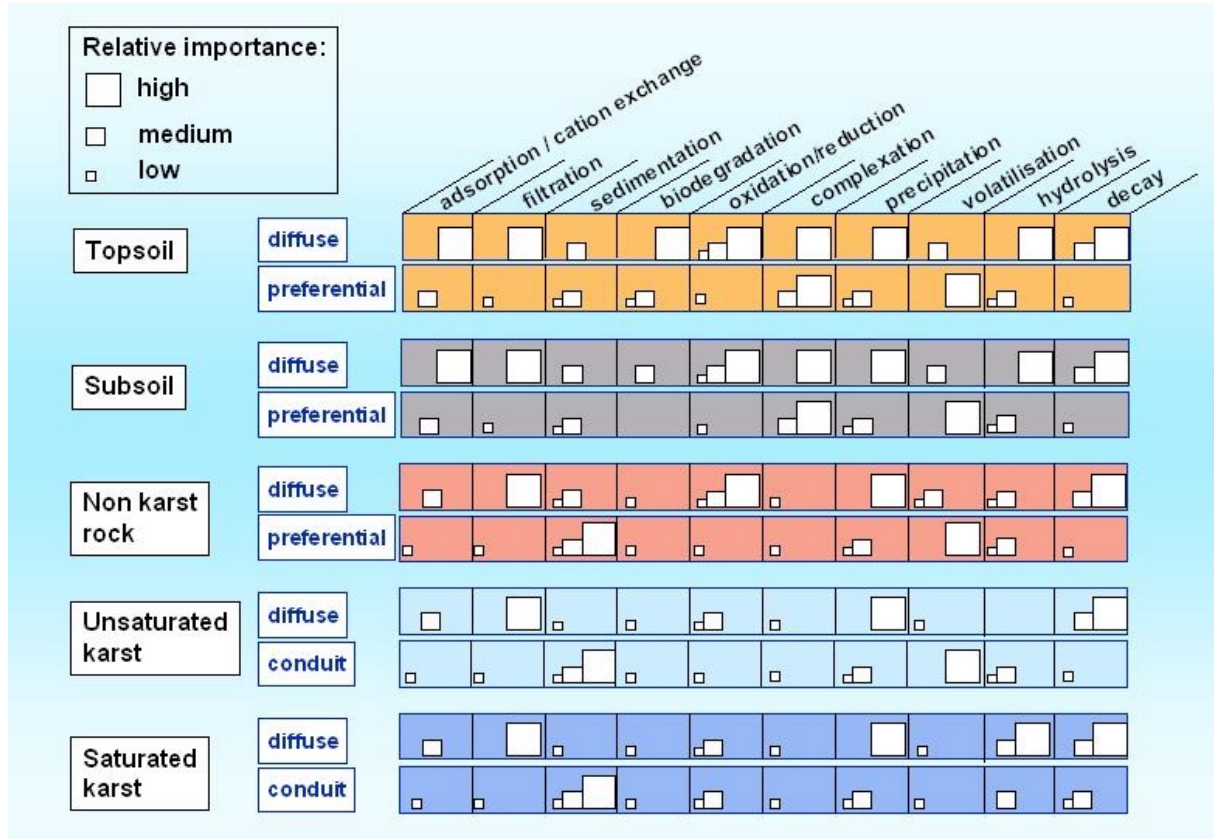 Relative importance:
high
medium
low
adsorption / cation exchange
filtration
sedimentation
biodegradation
oxidation/reduction
complexation
precipitation
volatilisation
hydrolysis
decay
Topsoil
diffuse
preferential
Subsoil
diffuse
preferential
Non karst
rock
diffuse
preferential
Unsaturated
karst
diffuse
conduit
Saturated
karst
diffuse
conduit